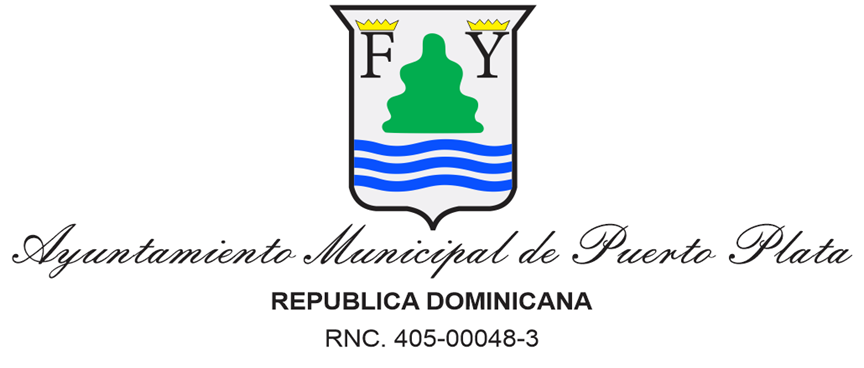 F Y
Ayuntamiento Municipal de Puerto Plata
REPUBLICA DOMINICANA
RNC. 405-00048-3